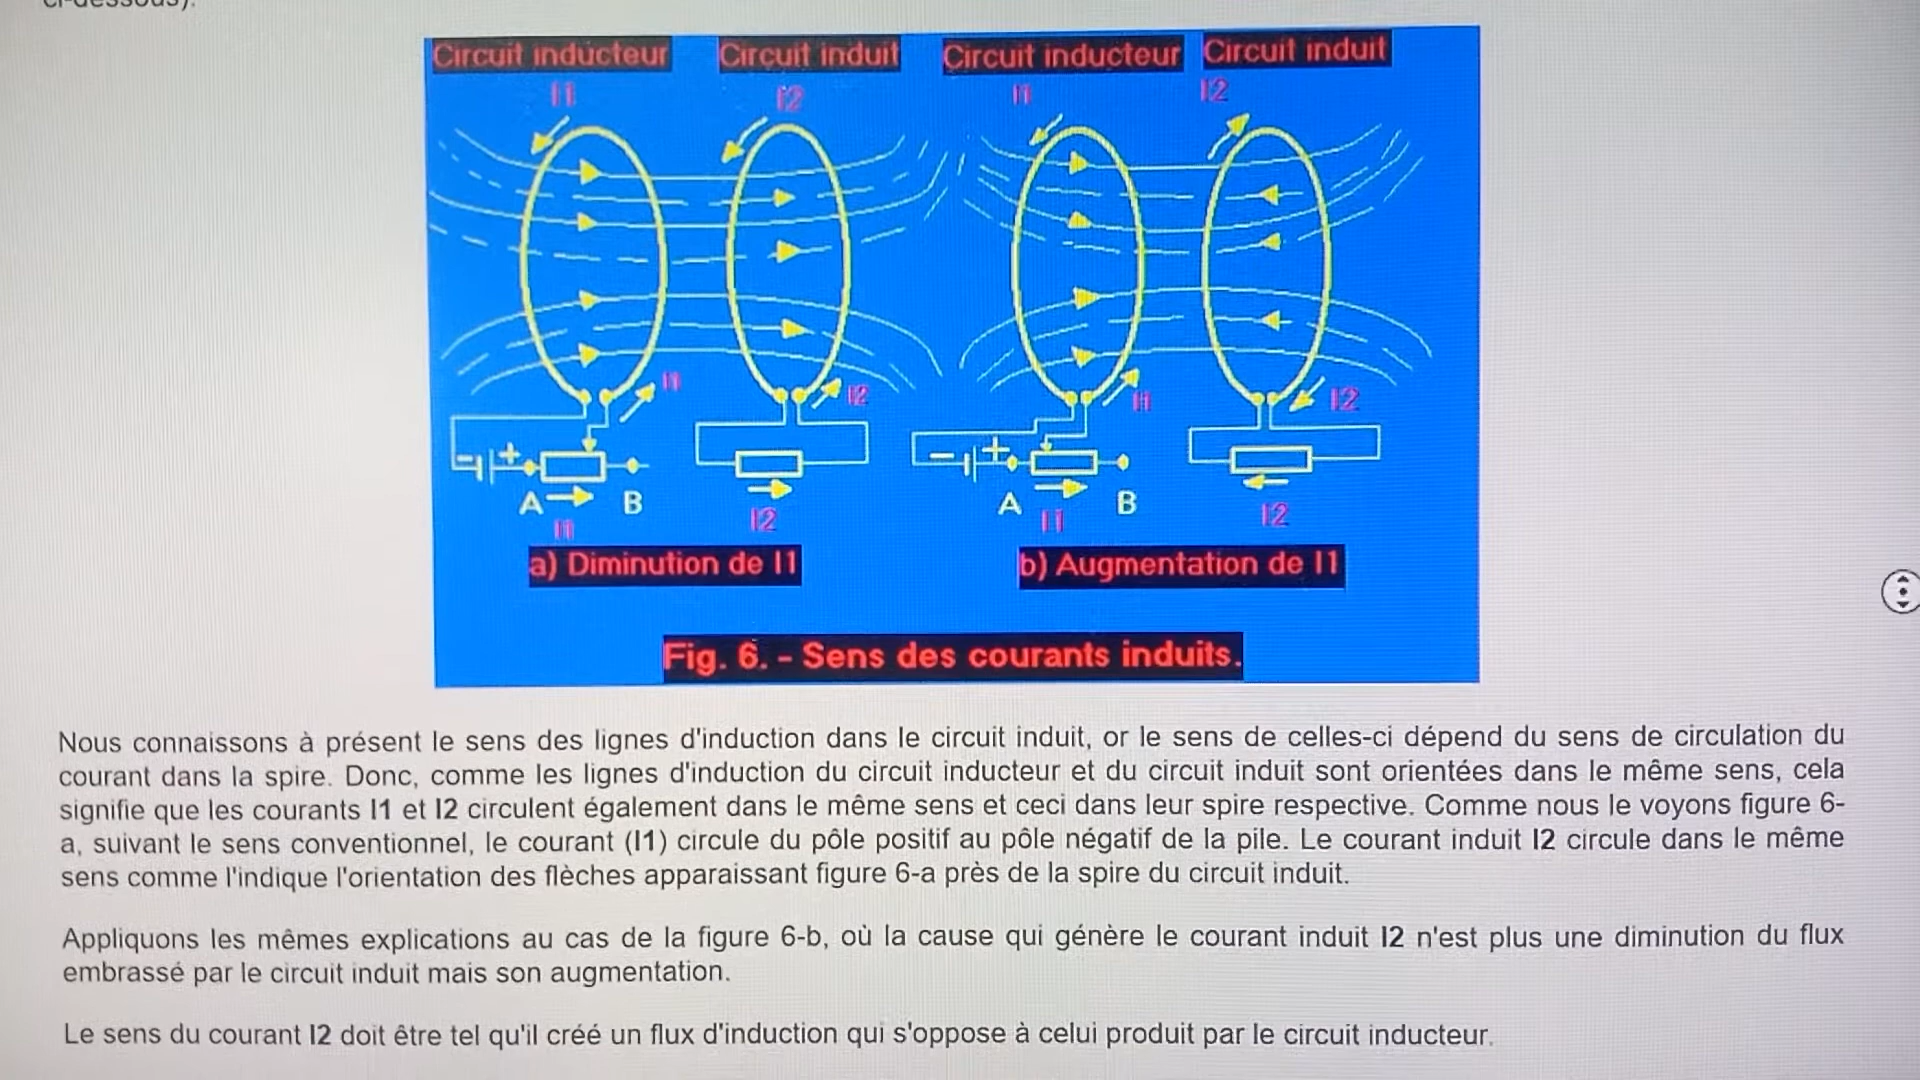 Circuit inducteur Circuit induit Circuit inducteur Circuit induit
I1 I2 I1 I2
I1 I2 I1 I2
- + - +
A B A B
I1 I2 I1 I2
a) Diminution de I1 b) Augmentation de I1
Fig. 6. - Sens des courants induits.
Nous connaissons à présent le sens des lignes d'induction dans le circuit induit, or le sens de celles-ci dépend du sens de circulation du
courant dans la spire. Donc, comme les lignes d'induction du circuit inducteur et du circuit induit sont orientées dans le même sens, cela
signifie que les courants I1 et I2 circulent également dans le même sens et ceci dans leur spire respective. Comme nous le voyons figure 6-
a, suivant le sens conventionnel, le courant (I1) circule du pôle positif au pôle négatif de la pile. Le courant induit I2 circule dans le même
sens comme l'indique l'orientation des flèches apparaissant figure 6-a près de la spire du circuit induit.
Appliquons les mêmes explications au cas de la figure 6-b, où la cause qui génère le courant induit I2 n'est plus une diminution du flux
embrassé par le circuit induit mais son augmentation.
Le sens du courant I2 doit être tel qu'il créé un flux d'induction qui s'oppose à celui produit par le circuit inducteur.